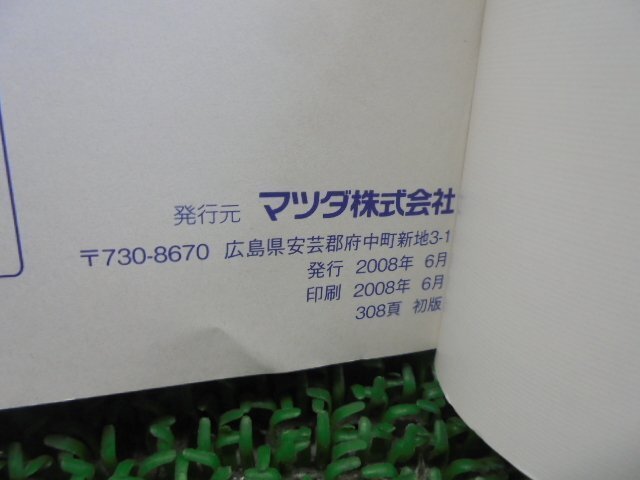 発行元 マツダ株式会社
〒730-8670 広島県安芸郡府中町新地3-1
発行 2008年 6月
印刷 2008年 6月
308頁 初版